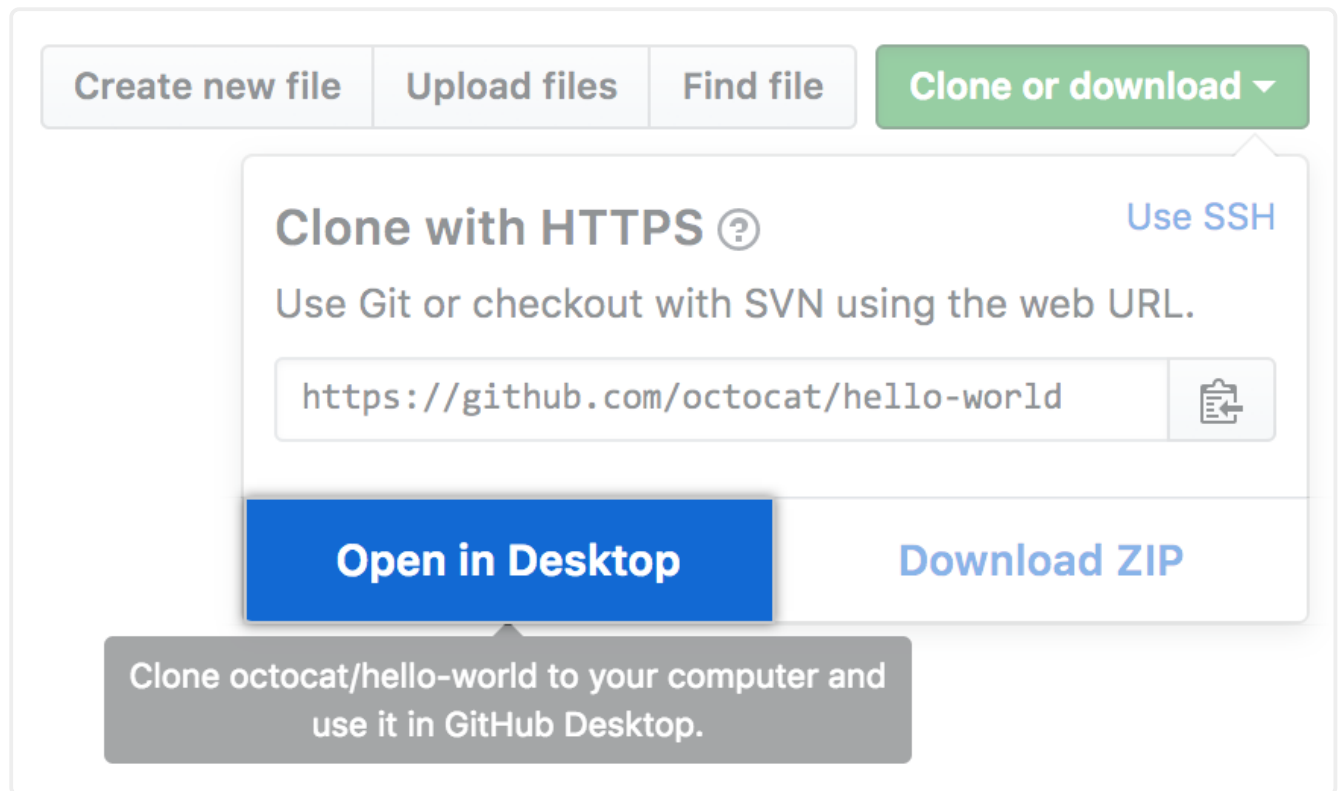 Create new file
Upload files
Find file
Clone or download
Clone with HTTPS ?
Use SSH
Use Git or checkout with SVN using the web URL.
https://github.com/octocat/hello-world
Open in Desktop
Download ZIP
Clone octocat/hello-world to your computer and
use it in GitHub Desktop.